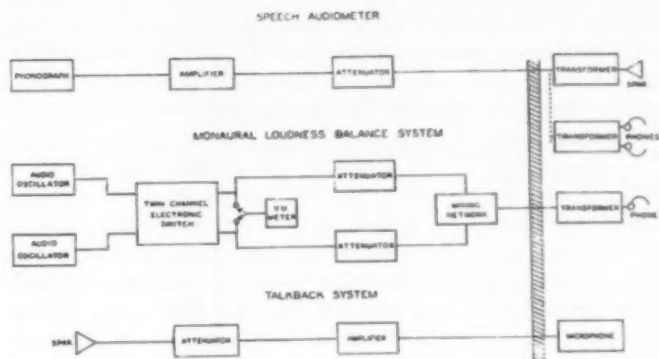 SPEECH AUDIOMETER
PHONOGRAPH
AMPLIFIER
ATTENUATOR
TRANSFORMER
SPKR
TRANSFORMER
PHONES
MONAURAL LOUDNESS BALANCE SYSTEM
AUDIO
OSCILLATOR
TWIN CHANNEL
ELECTRONIC
SWITCH
V.U.
METER
ATTENUATOR
MIXING
NETWORK
TRANSFORMER
PHONE
AUDIO
OSCILLATOR
ATTENUATOR
TALKBACK SYSTEM
SPKR
ATTENUATOR
AMPLIFIER
MICROPHONE